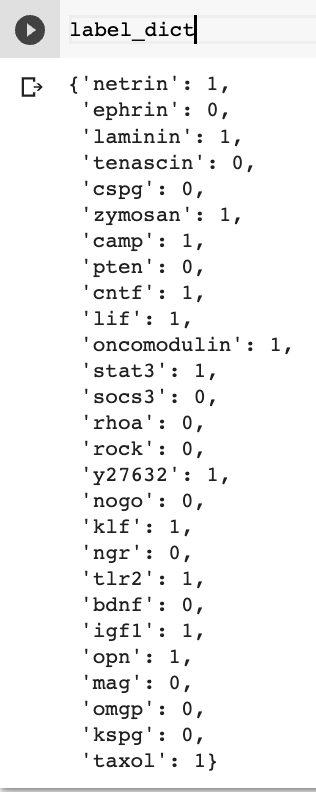 label_dict
{'netrin': 1,
'ephrin': 0,
'laminin': 1,
'tenascin': 0,
'cspg': 0,
'zymosan': 1,
'camp': 1,
'pten': 0,
'cntf': 1,
'lif': 1,
'oncomodulin': 1,
'stat3': 1,
'socs3': 0,
'rhoa': 0,
'rock': 0,
'y27632': 1,
'nogo': 0,
'klf': 1,
'ngr': 0,
'tlr2': 1,
'bdnf': 0,
'igf1': 1,
'opn': 1,
'mag': 0,
'omgp': 0,
'kspg': 0,
'taxol': 1}